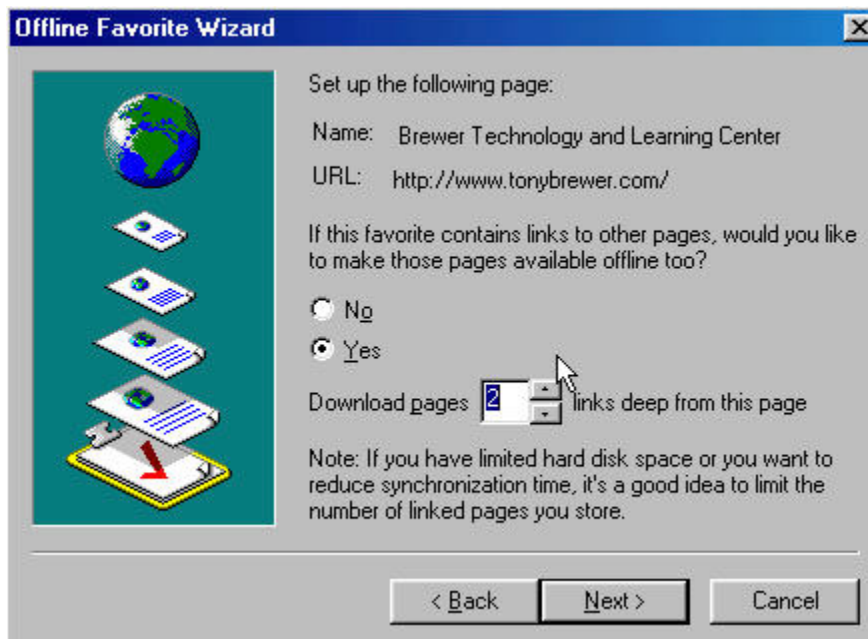 Offline Favorite Wizard
Set up the following page:
Name: Brewer Technology and Learning Center
URL: http://www.tonybrewer.com/
If this favorite contains links to other pages, would you like
to make those pages available offline too?
No
Yes
Download pages 2 links deep from this page
Note: If you have limited hard disk space or you want to
reduce synchronization time, it's a good idea to limit the
number of linked pages you store.
< Back Next > Cancel